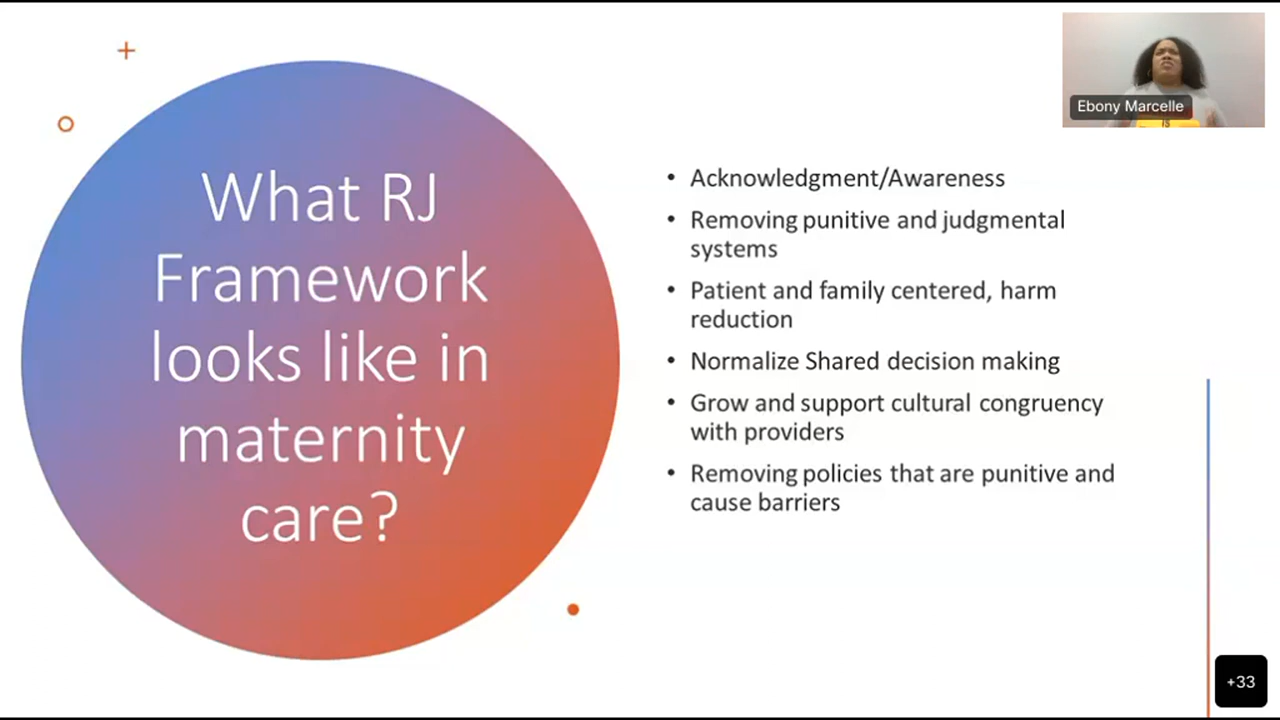 What RJ
Framework
looks like in
maternity
care?
• Acknowledgment/Awareness
• Removing punitive and judgmental
systems
• Patient and family centered, harm
reduction
• Normalize Shared decision making
• Grow and support cultural congruency
with providers
• Removing policies that are punitive and
cause barriers
Ebony Marcelle
IS
+33